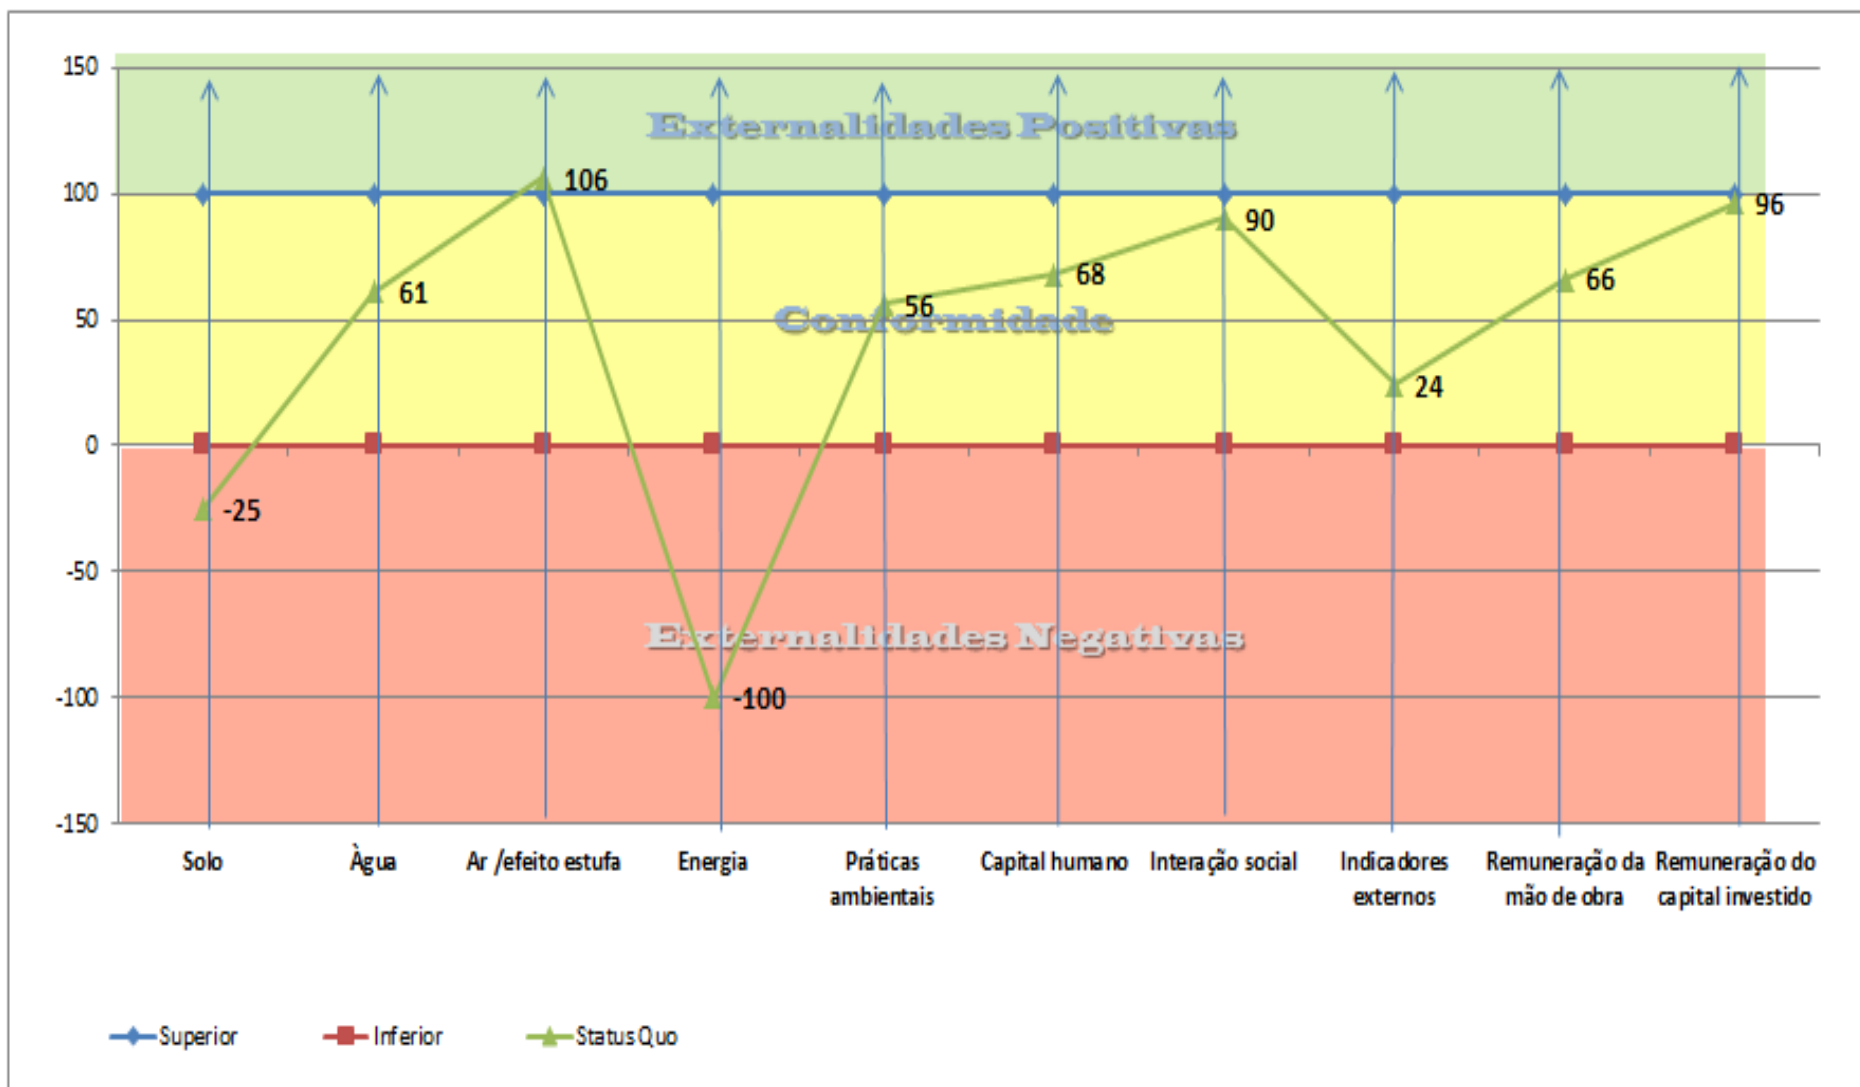 150
Externalidades Positivas
106
100
96
90
61
68
66
56
50
Conformidade
24
0
-25
-50
Externalidades Negativas
-100
-100
-150
Solo
Àgua
Ar /efeito estufa
Energia
Práticas
ambientais
Capital humano
Interação social
Indicadores
externos
Remuneração da
mão de obra
Remuneração do
capital investido
Superior
Inferior
Status Quo